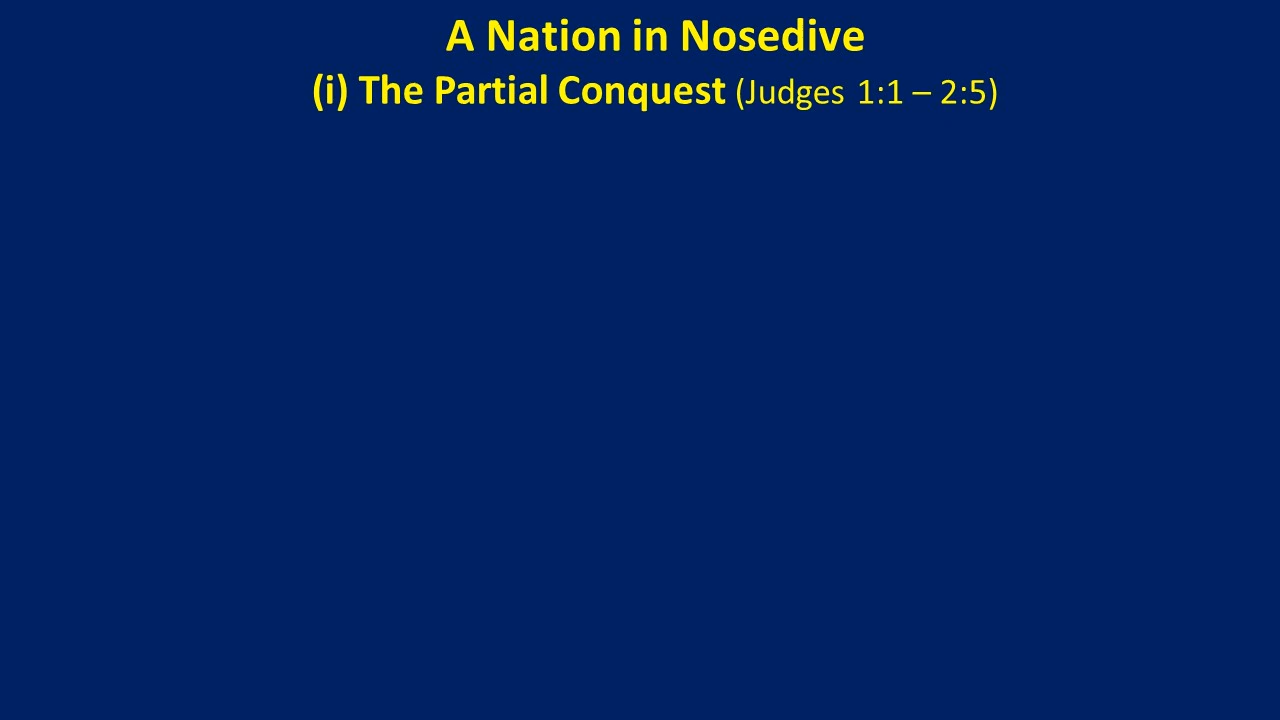 A Nation in Nosedive
(i) The Partial Conquest (Judges 1:1 – 2:5)